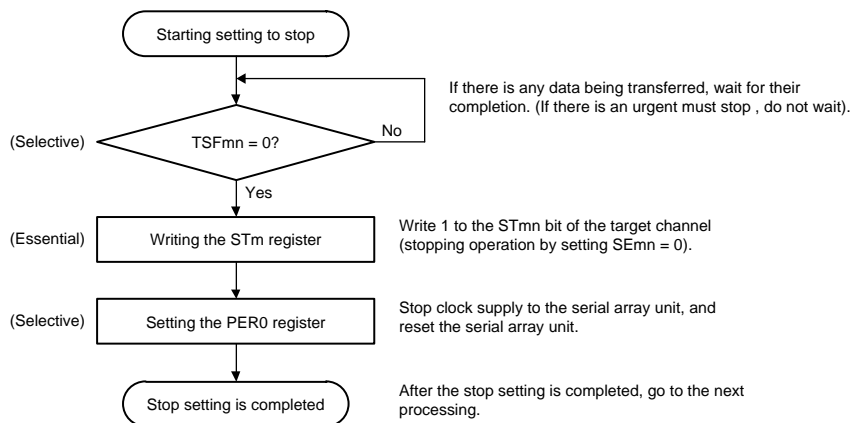 Starting setting to stop
If there is any data being transferred, wait for their
completion. (If there is an urgent must stop , do not wait).
(Selective)
TSFmn = 0?
No
Yes
(Essential)
Writing the STm register
Write 1 to the STmn bit of the target channel
(stopping operation by setting SEmn = 0).
(Selective)
Setting the PER0 register
Stop clock supply to the serial array unit, and
reset the serial array unit.
Stop setting is completed
After the stop setting is completed, go to the next
processing.